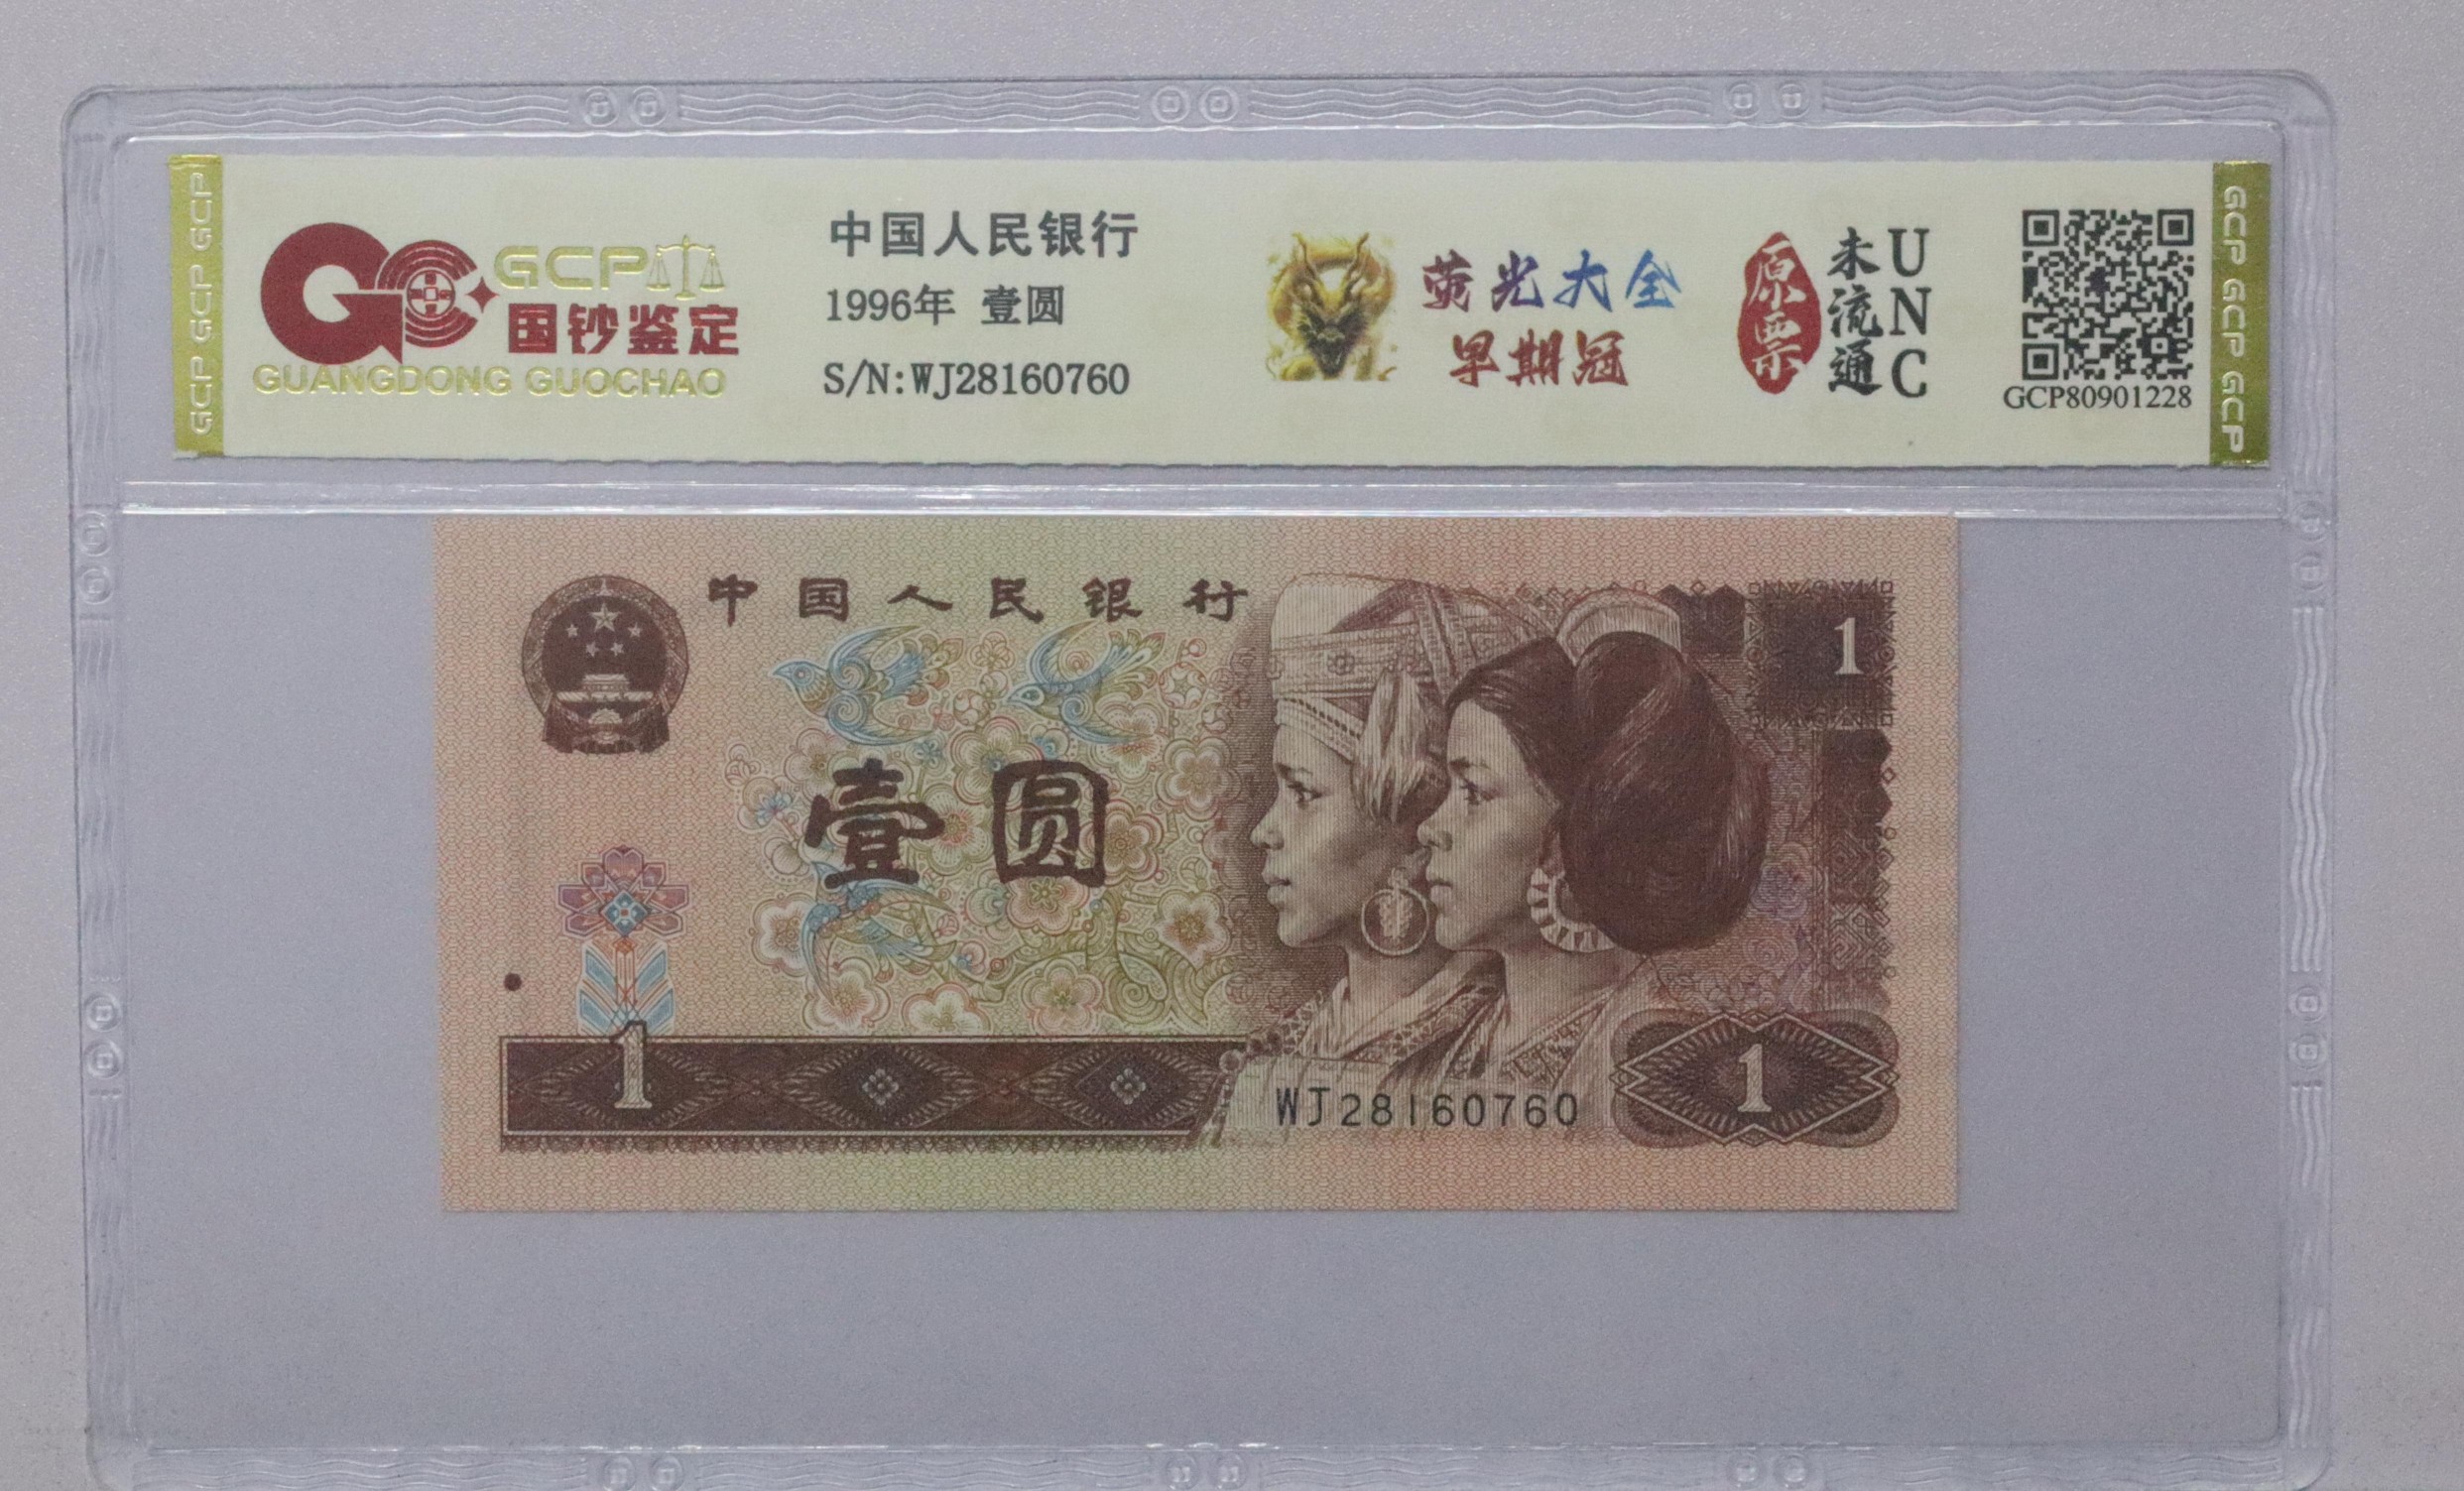 GCP GCP GCP
GCP
国钞鉴定
GUANGDONG GUOCHAO
中国人民银行
1996年 壹圆
S/N:WJ28160760
荧光大全
早期冠
原票
未流通
UNC
GCP80901228
GCP GCP GCP
中国人民银行
1
壹圆
1
WJ28160760
1